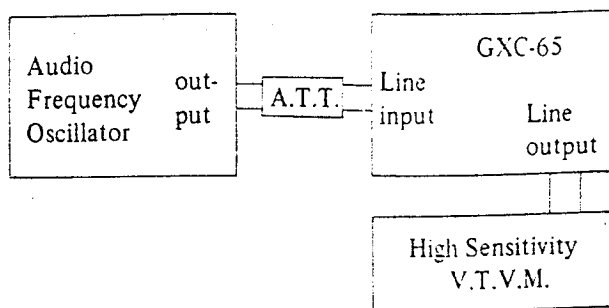 Audio
Frequency
Oscillator
out-
put
A.T.T.
GXC-65
Line
input
Line
output
High Sensitivity
V.T.V.M.